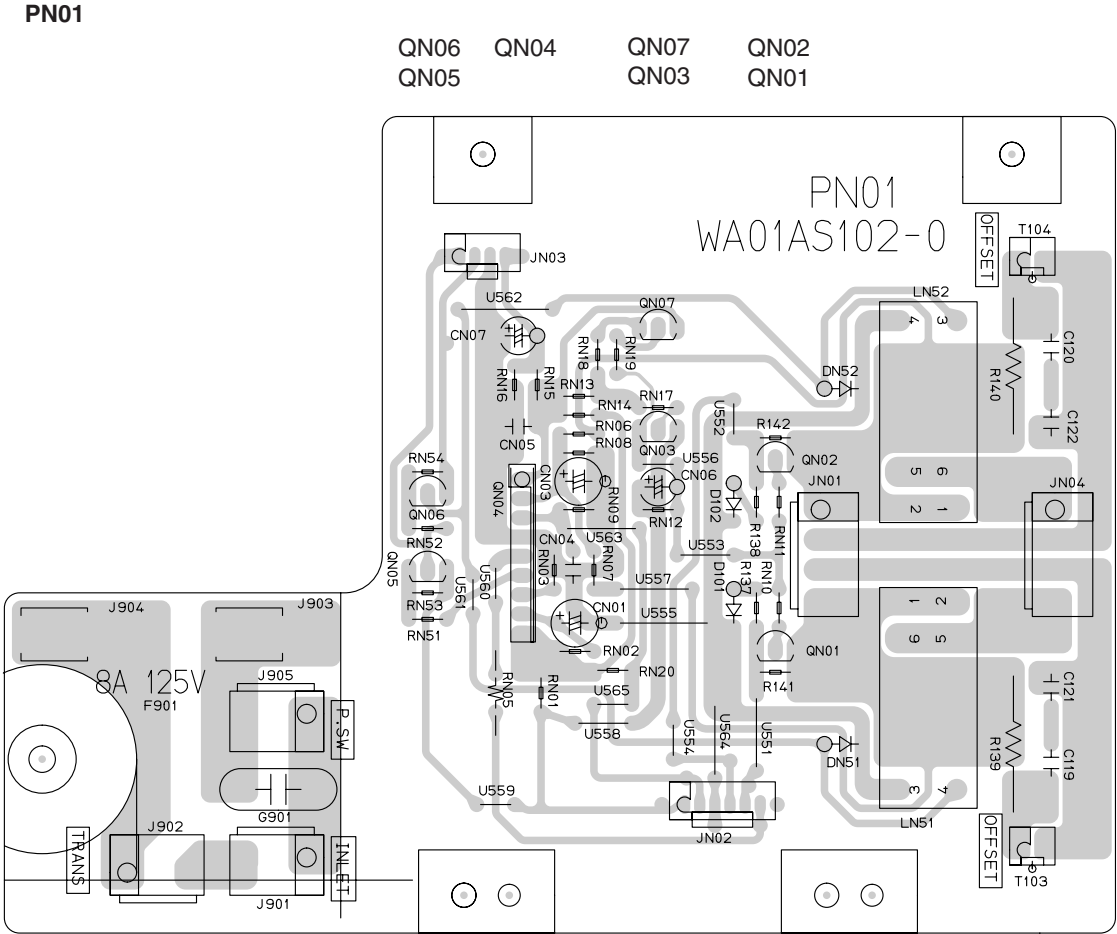 PN01
QN06 QN04 QN07 QN02
QN05 QN03 QN01
PN01
WA01AS102-0
OFFSET
T104
JN03
U562
QN07
LN52
CN07
4 3
RN18
RN19
C120
RN16
RN15
RN13
DN52
R140
RN14
RN17
U552
RN06
R142
C122
CN05
RN08
QN03
QN02
RN54
U556
CN03
CN06
5 6
JN01
JN04
QN04
RN09
D102
2 1
QN06
RN12
RN52
U563
R138
RN11
CN04
U553
QN05
RN03
RN07
D101
R137
RN10
U561
U560
U557
RN53
CN01
U555
1 2
RN51
6 5
J904
J903
RN02
QN01
RN20
8A 125V
F901
J905
RN05
RN01
R141
C121
U565
P.SW
U558
U554
U564
U551
R139
C119
DN51
U559
3 4
G901
LN51
J902
JN02
OFFSET
TRANS
INLET
J901
T103